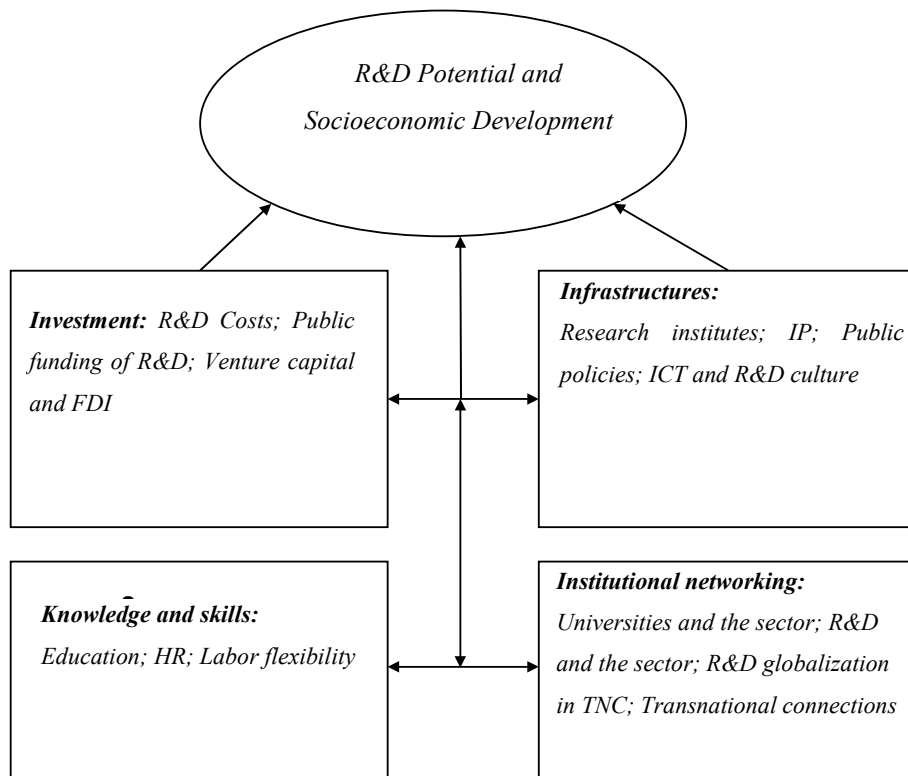 R&D Potential and
Socioeconomic Development
Investment: R&D Costs; Public
funding of R&D; Venture capital
and FDI
Infrastructures:
Research institutes; IP; Public
policies; ICT and R&D culture
Knowledge and skills:
Education; HR; Labor flexibility
Institutional networking:
Universities and the sector; R&D
and the sector; R&D globalization
in TNC; Transnational connections